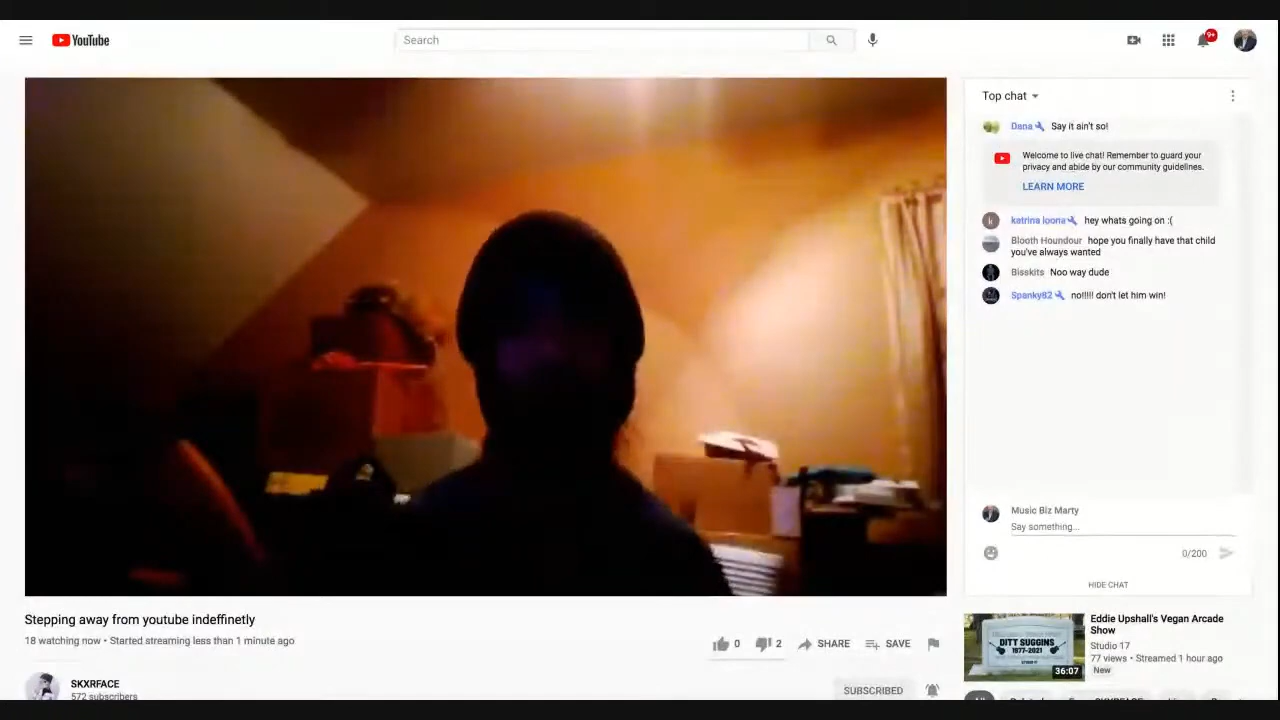 YouTube
Search
9+
Top chat
Dana Say it ain't so!
Welcome to live chat! Remember to guard your
privacy and abide by our community guidelines.
LEARN MORE
katrina loona hey whats going on :(
Blooth Houndour hope you finally have that child
you've always wanted
Bisskits Noo way dude
Spanky82 no!!!!! don't let him win!
Music Biz Marty
Say something...
0/200
HIDE CHAT
Stepping away from youtube indeffinetly
18 watching now • Started streaming less than 1 minute ago
0
2
SHARE
SAVE
SKXRFACE
572 subscribers
SUBSCRIBED
DITT SUGGINS
1977-2021
36:07
Eddie Upshall's Vegan Arcade
Show
Studio 17
77 views • Streamed 1 hour ago
New